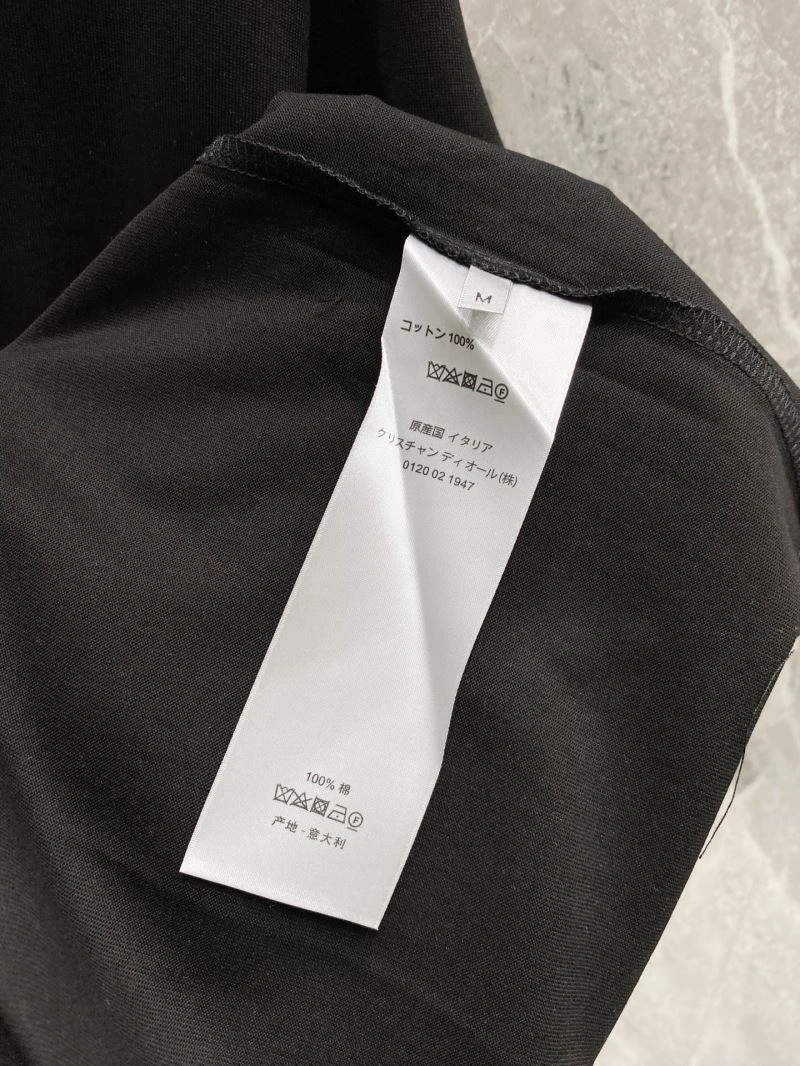 M
コットン100%
F
原産国 イタリア
クリスチャン ディオール(株)
0120 02 1947
100% 棉
F
产地 - 意大利